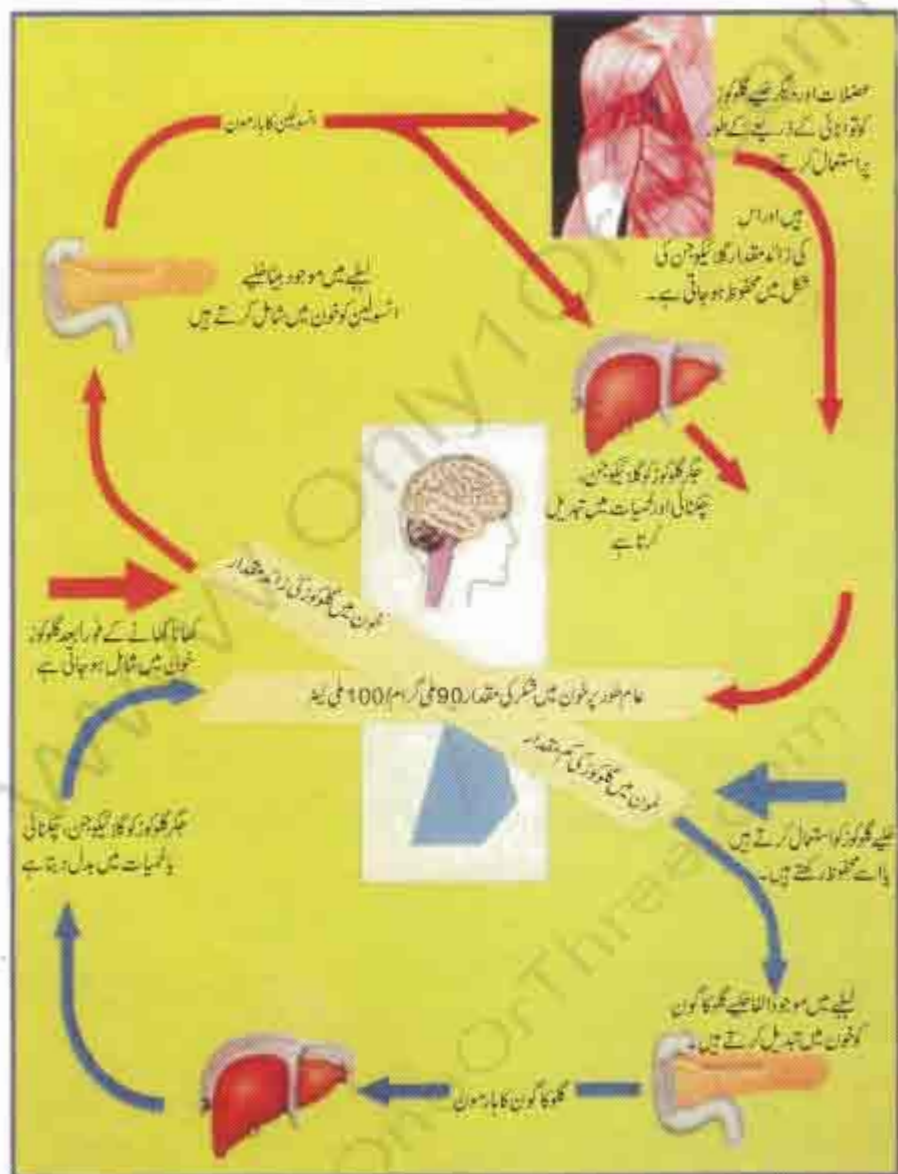 انسولین کا ہارمون
عضلات اور دیگر خلیے گلوکوز
کو توانائی کے ذریعے کے طور
پر استعمال کرتے
ہیں اور اس
کی زائد مقدار گلائیکوجن کی
شکل میں محفوظ ہو جاتی ہے۔
لبلبے میں موجود بیٹا خلیے
انسولین کو خون میں شامل کرتے ہیں
جگر گلوکوز کو گلائیکوجن،
چکنائی اور لحمیات میں تبدیل
کرتا ہے
خون میں گلوکوز کی زائد مقدار
کھانا کھانے کے فوراً بعد گلوکوز
خون میں شامل ہو جاتی ہے
عام طور پر خون میں شکر کی مقدار 90 ملی گرام/100 ملی لیٹر
خون میں گلوکوز کی کم مقدار
خلیے گلوکوز کو استعمال کرتے ہیں
یا اسے محفوظ رکھتے ہیں۔
جگر گلوکوز کو گلائیکوجن، چکنائی
یا لحمیات میں بدل دیتا ہے
لبلبے میں موجود الفا خلیے گلوکاگون
کو خون میں تبدیل کرتے ہیں۔
گلوکاگون کا ہارمون